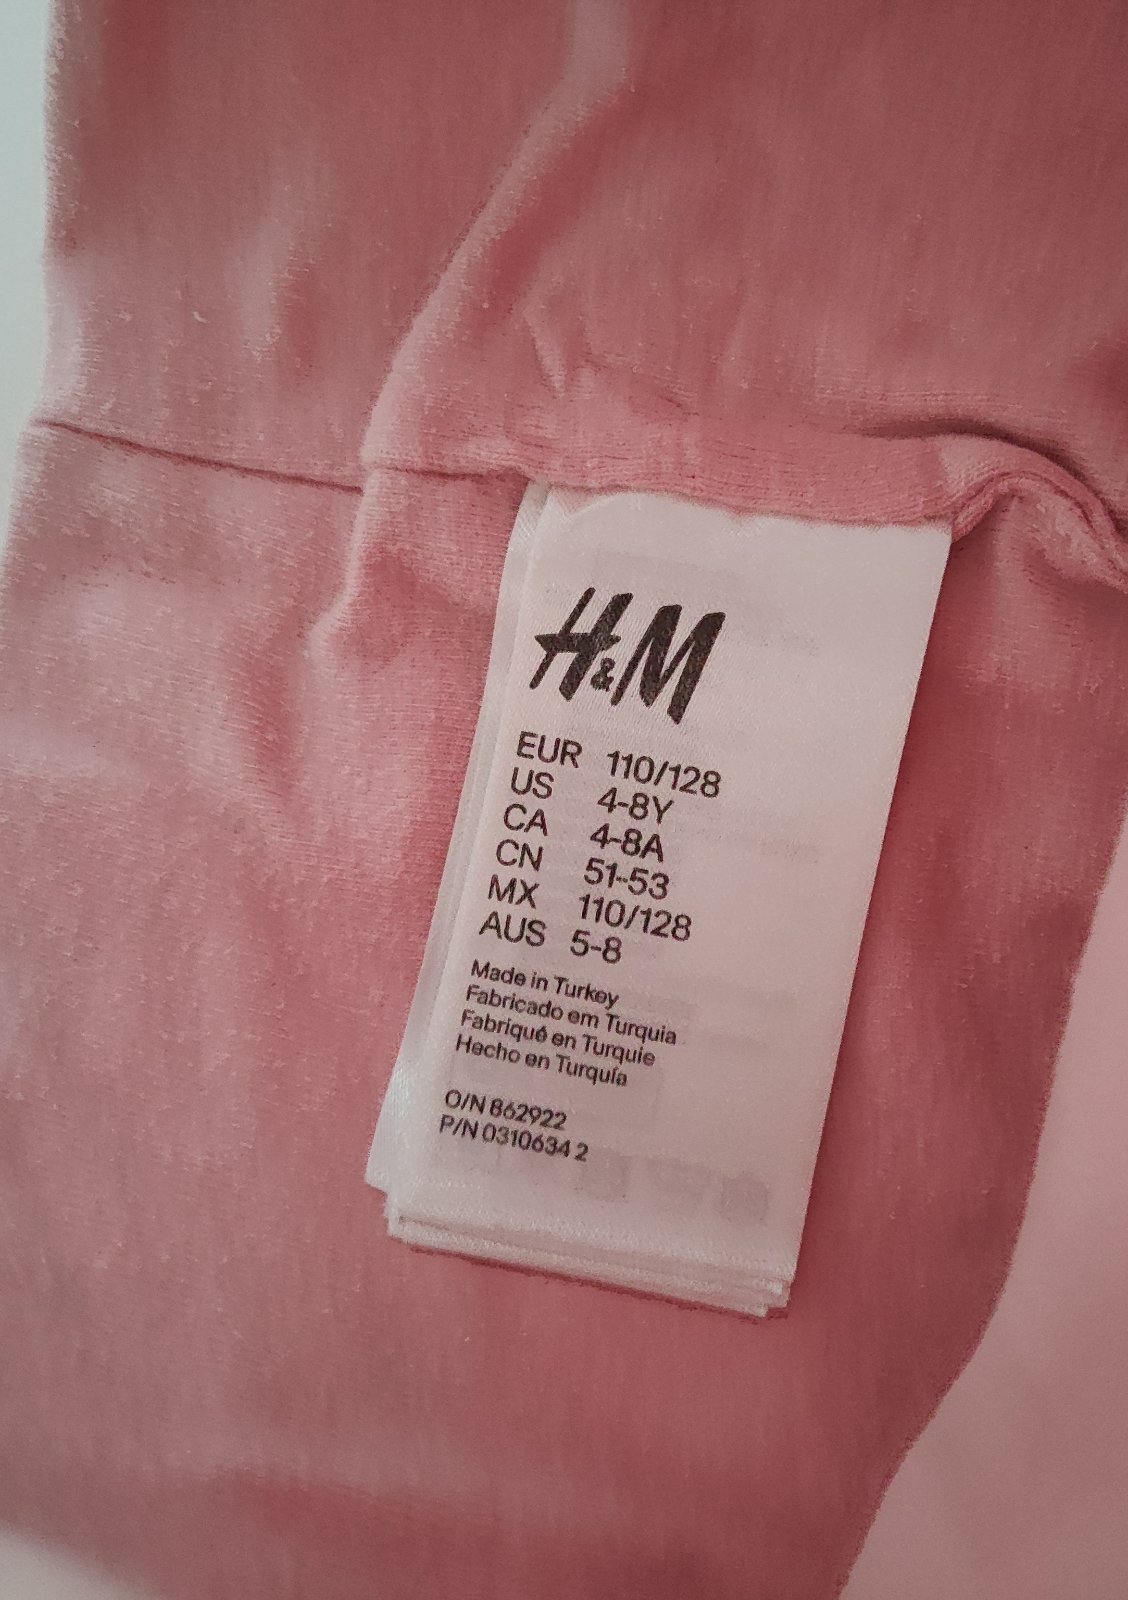 H&M
EUR 110/128
US 4-8Y
CA 4-8A
CN 51-53
MX 110/128
AUS 5-8
Made in Turkey
Fabricado em Turquia
Fabriqué en Turquie
Hecho en Turquía
O/N 862922
P/N 0310634 2